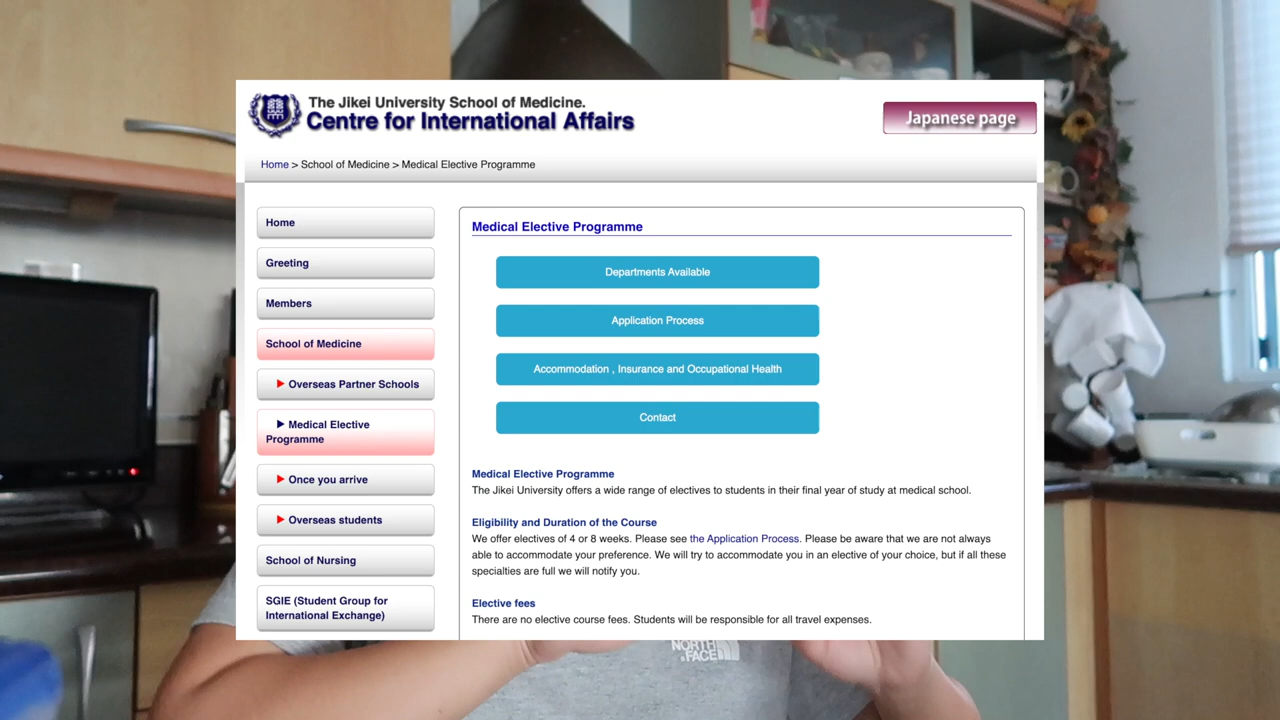 The Jikei University School of Medicine.
Centre for International Affairs
Japanese page
Home > School of Medicine > Medical Elective Programme
Home
Greeting
Members
School of Medicine
Overseas Partner Schools
Medical Elective
Programme
Once you arrive
Overseas students
School of Nursing
SGIE (Student Group for
International Exchange)
Medical Elective Programme
Departments Available
Application Process
Accommodation , Insurance and Occupational Health
Contact
Medical Elective Programme
The Jikei University offers a wide range of electives to students in their final year of study at medical school.
Eligibility and Duration of the Course
We offer electives of 4 or 8 weeks. Please see the Application Process. Please be aware that we are not always
able to accommodate your preference. We will try to accommodate you in an elective of your choice, but if all these
specialties are full we will notify you.
Elective fees
There are no elective course fees. Students will be responsible for all travel expenses.
NORTH
FACE